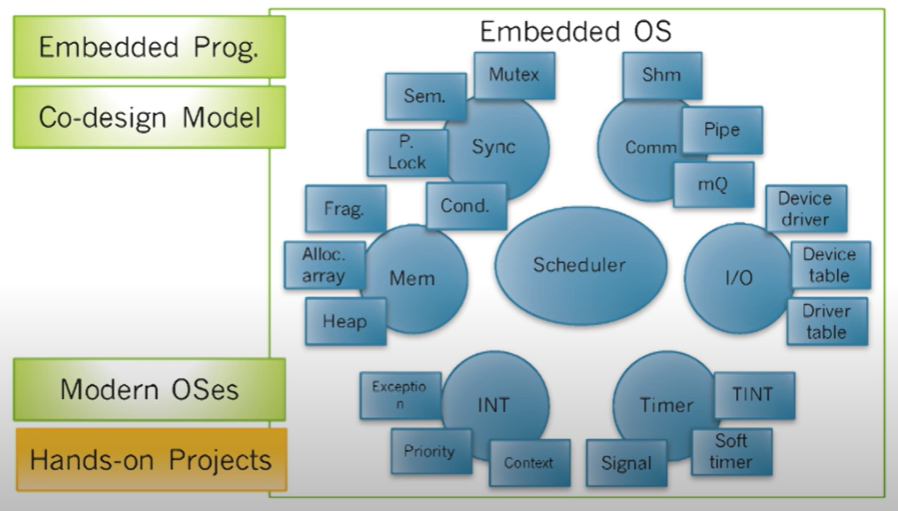 Embedded Prog.
Co-design Model
Modern OSes
Hands-on Projects
Embedded OS
Mutex
Sem.
P.
Lock
Sync
Cond.
Shm
Comm
Pipe
mQ
Frag.
Alloc.
array
Heap
Mem
Scheduler
I/O
Device
driver
Device
table
Driver
table
Exceptio
n
Priority
Context
INT
Timer
TINT
Soft
timer
Signal